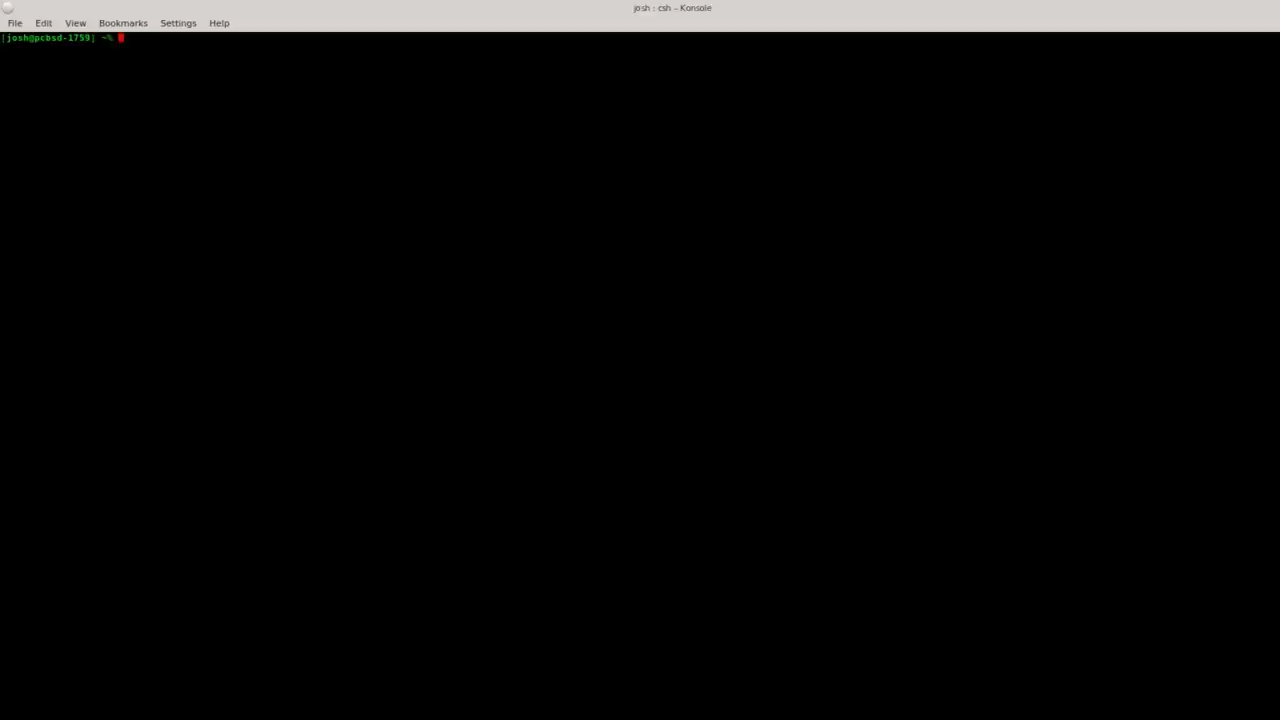 josh : csh – Konsole
File Edit View Bookmarks Settings Help
[josh@pcbsd-1759] ~%